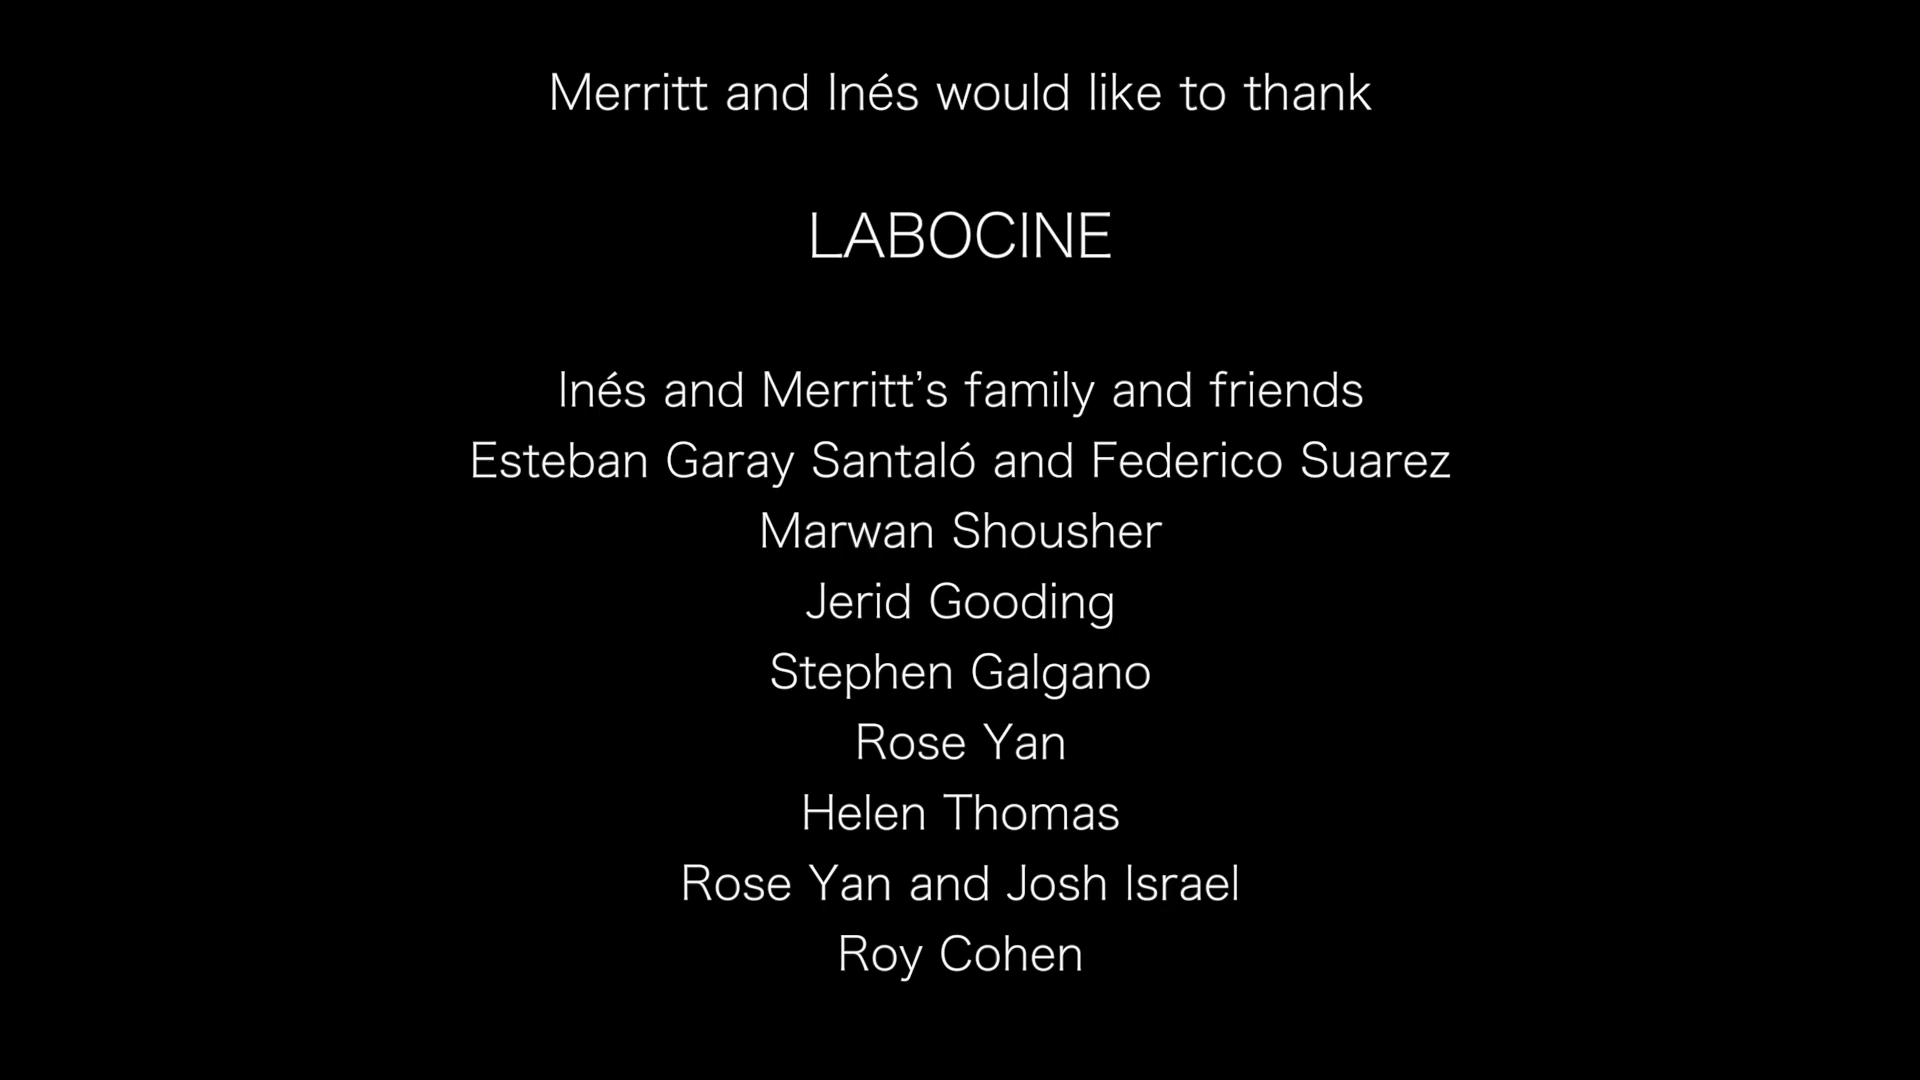 Merritt and Inés would like to thank
LABOCINE
Inés and Merritt’s family and friends
Esteban Garay Santaló and Federico Suarez
Marwan Shousher
Jerid Gooding
Stephen Galgano
Rose Yan
Helen Thomas
Rose Yan and Josh Israel
Roy Cohen